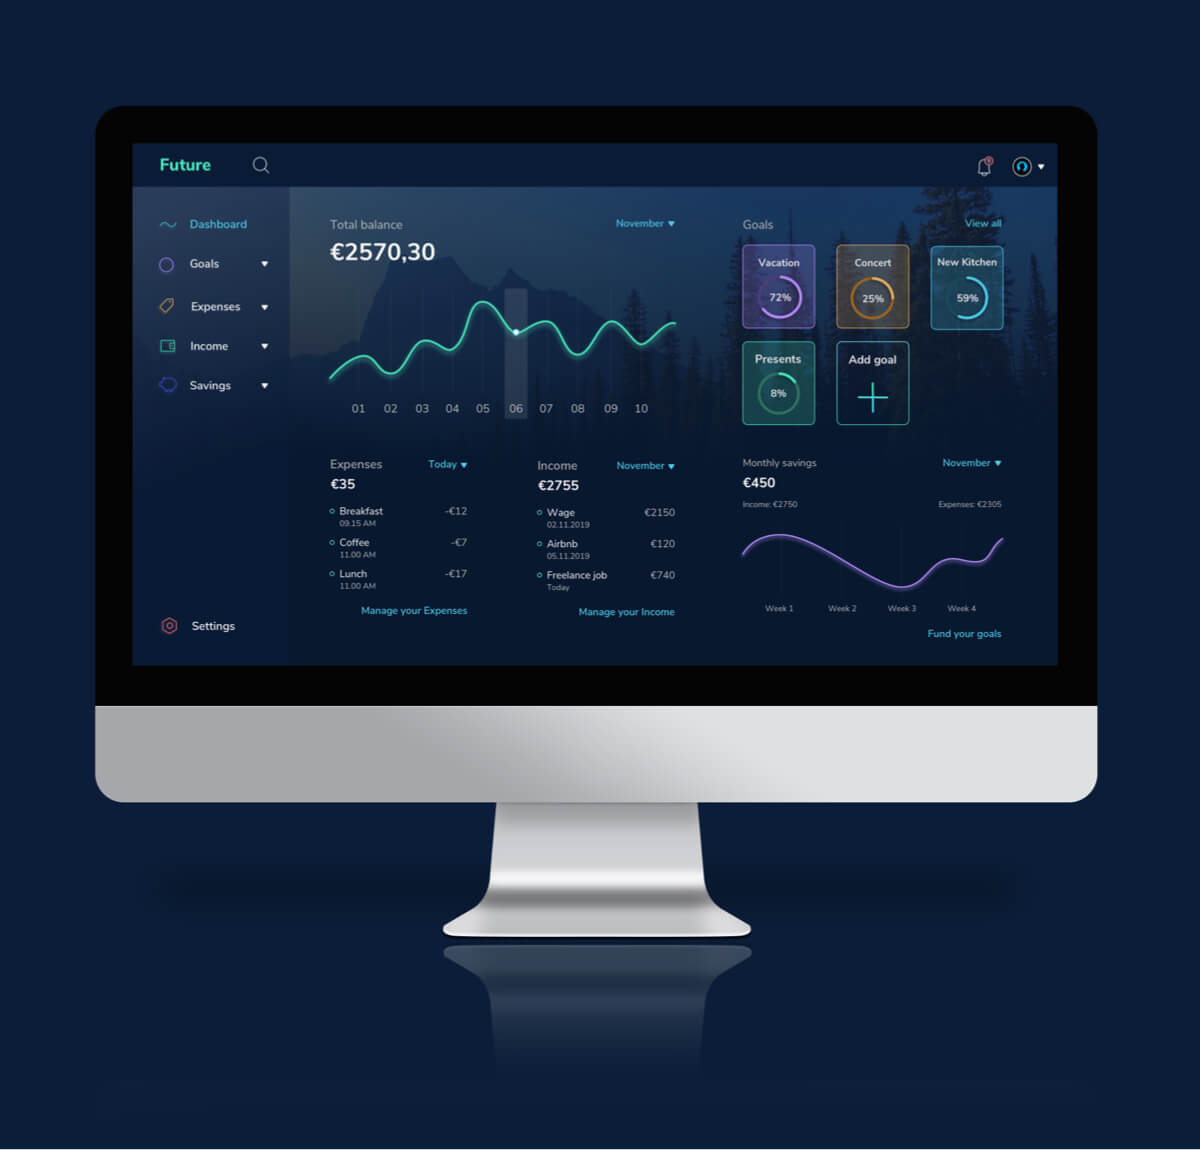 Future
Dashboard
Goals
Expenses
Income
Savings
Settings
Total balance
November
€2570,30
01 02 03 04 05 06 07 08 09 10
Goals
View all
Vacation
72%
Concert
25%
New Kitchen
59%
Presents
8%
Add goal
Expenses
Today
€35
Breakfast -€12
09.15 AM
Coffee -€7
11.00 AM
Lunch -€17
11.00 AM
Manage your Expenses
Income
November
€2755
Wage €2150
02.11.2019
Airbnb €120
05.11.2019
Freelance job €740
Today
Manage your Income
Monthly savings
November
€450
Income: €2750 Expenses: €2305
Week 1 Week 2 Week 3 Week 4
Fund your goals